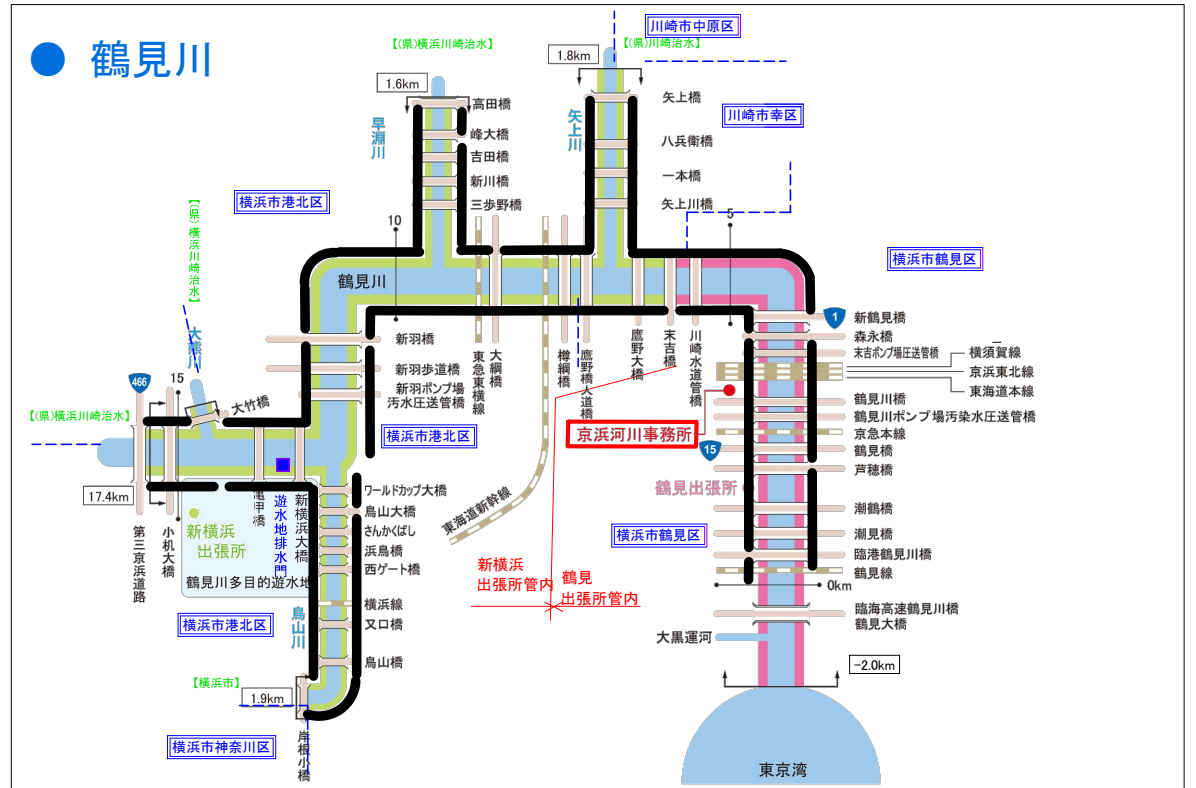 鶴見川
川崎市中原区
【(県)横浜川崎治水】
【(県)川崎治水】
1.8km
1.6km
高田橋
峰大橋
吉田橋
新川橋
三歩野橋
早淵川
矢上川
矢上橋
八兵衛橋
一本橋
矢上川橋
川崎市幸区
横浜市港北区
横浜市鶴見区
10
5
鶴見川
【(県)横浜川崎治水】
大熊川
466
15
大竹橋
【(県)横浜川崎治水】
17.4km
第三京浜道路
小机大橋
亀甲橋
遊水地排水門
新横浜大橋
新横浜
出張所
鶴見川多目的遊水地
新羽橋
新羽歩道橋
新羽ポンプ場
汚水圧送管橋
横浜市港北区
東急東横線
大綱橋
東海道新幹線
樽綱橋
鷹野橋人道橋
鷹野大橋
末吉橋
川崎水道管橋
1
新鶴見橋
森永橋
末吉ポンプ場圧送管橋
横須賀線
京浜東北線
東海道本線
鶴見川橋
鶴見川ポンプ場汚染水圧送管橋
京急本線
15
鶴見橋
芦穂橋
京浜河川事務所
鶴見出張所
潮鶴橋
潮見橋
臨港鶴見川橋
鶴見線
横浜市鶴見区
0km
臨海高速鶴見川橋
鶴見大橋
大黒運河
-2.0km
東京湾
新横浜
出張所管内
鶴見
出張所管内
ワールドカップ大橋
鳥山大橋
さんかくばし
浜鳥橋
西ゲート橋
横浜線
又口橋
鳥山橋
鳥山川
横浜市港北区
【横浜市】
1.9km
岸根小橋
横浜市神奈川区